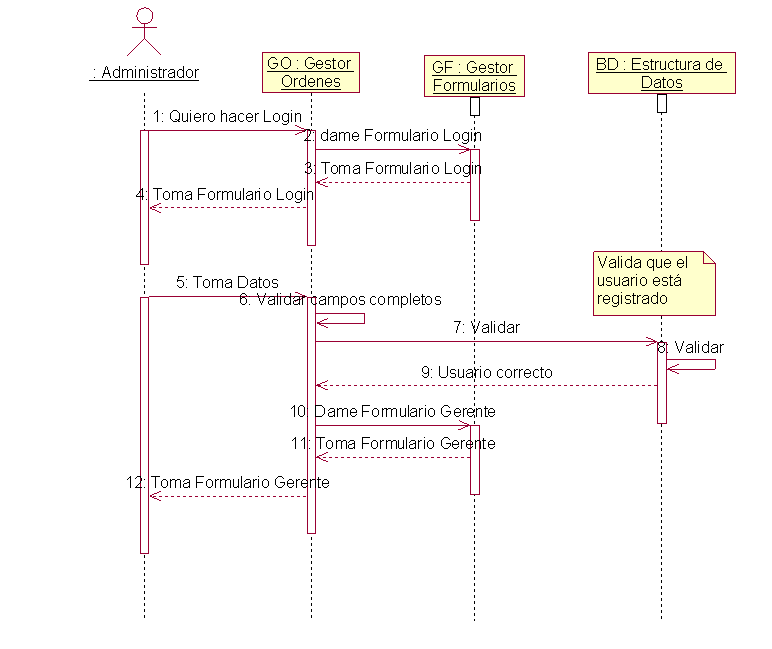 : Administrador
GO : Gestor
Ordenes
GF : Gestor
Formularios
BD : Estructura de
Datos
1: Quiero hacer Login
2: dame Formulario Login
3: Toma Formulario Login
4: Toma Formulario Login
Valida que el
usuario está
registrado
5: Toma Datos
6: Validar campos completos
7: Validar
8: Validar
9: Usuario correcto
10: Dame Formulario Gerente
11: Toma Formulario Gerente
12: Toma Formulario Gerente